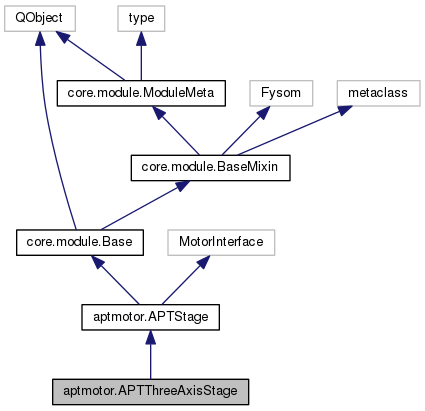 QObject
type
core.module.ModuleMeta
Fysom
metaclass
core.module.BaseMixin
core.module.Base
MotorInterface
aptmotor.APTStage
aptmotor.APTThreeAxisStage